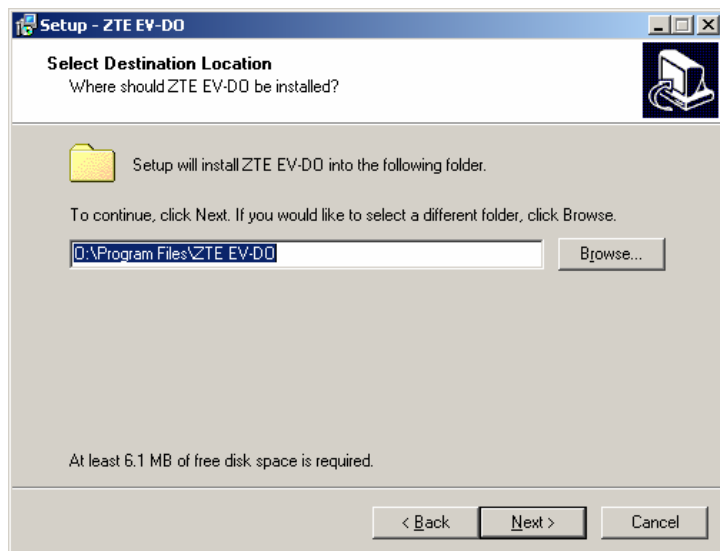 Setup - ZTE EV-DO
Select Destination Location
Where should ZTE EV-DO be installed?
Setup will install ZTE EV-DO into the following folder.
To continue, click Next. If you would like to select a different folder, click Browse.
O:\Program Files\ZTE EV-DO
Browse...
At least 6.1 MB of free disk space is required.
< Back
Next >
Cancel